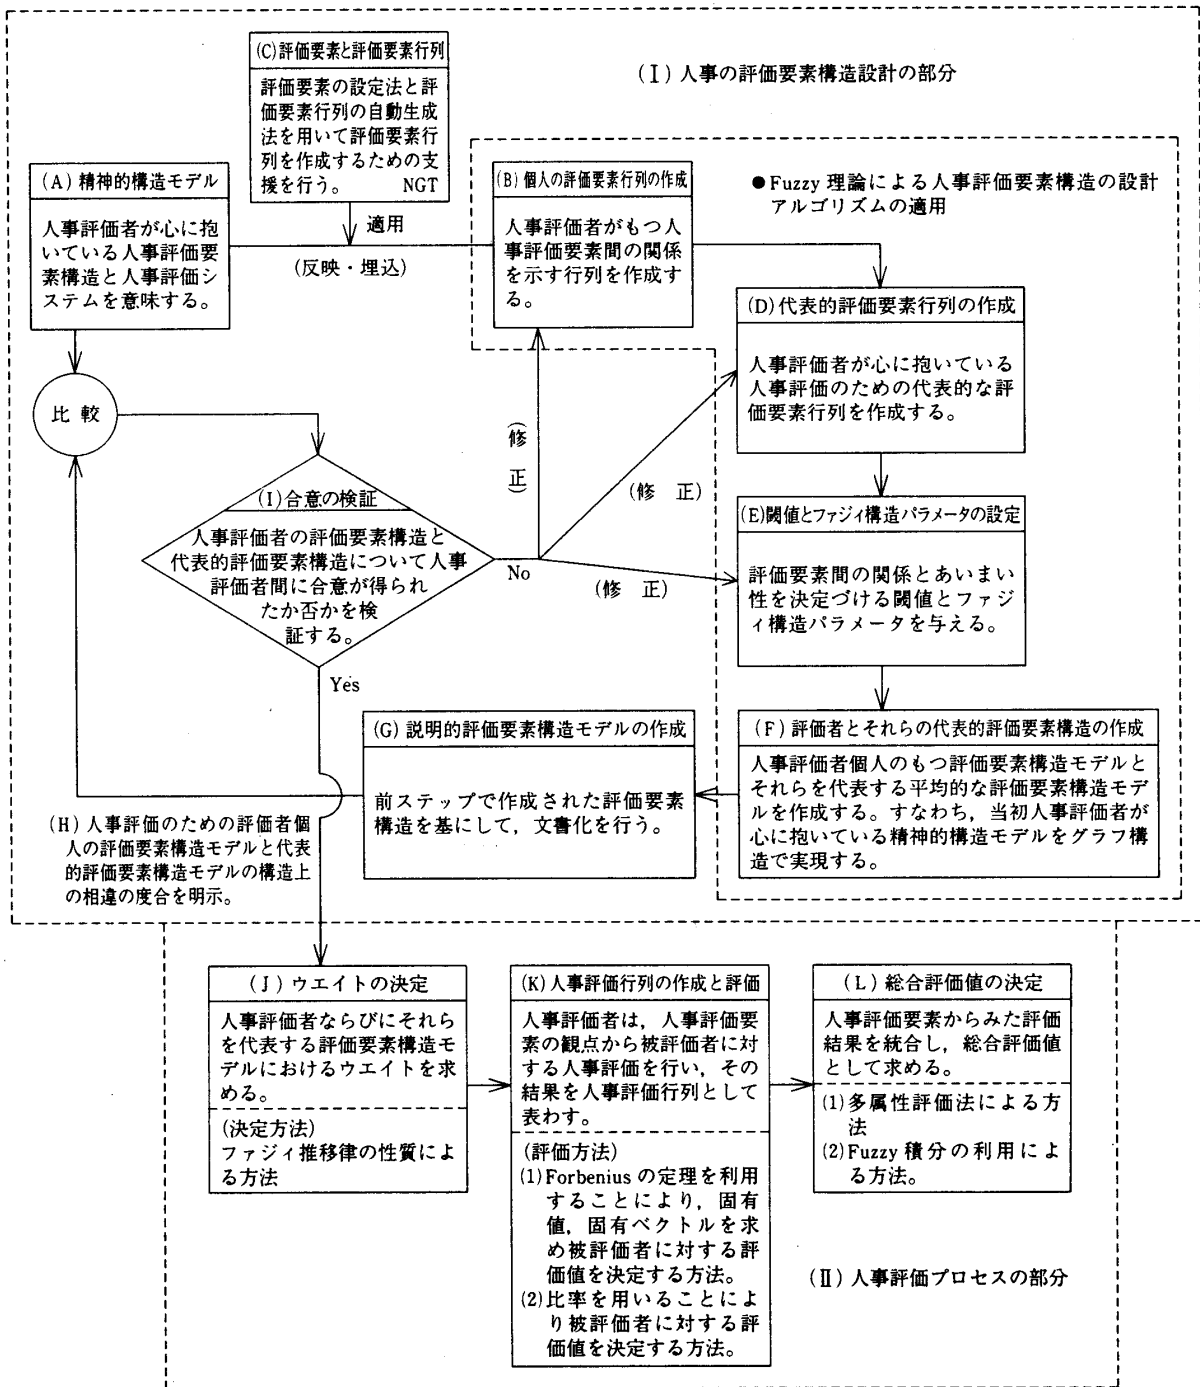 (C)評価要素と評価要素行列
評価要素の設定法と評
価要素行列の自動生成
法を用いて評価要素行
列を作成するための支
援を行う。 NGT
(Ⅰ)人事の評価要素構造設計の部分
(A)精神的構造モデル
人事評価者が心に抱
いている人事評価要
素構造と人事評価シ
ステムを意味する。
適用
(反映・埋込)
(B)個人の評価要素行列の作成
人事評価者がもつ人
事評価要素間の関係
を示す行列を作成す
る。
●Fuzzy 理論による人事評価要素構造の設計
アルゴリズムの適用
(D)代表的評価要素行列の作成
人事評価者が心に抱いている
人事評価のための代表的な評
価要素行列を作成する。
比較
(修正)
(修正)
(I)合意の検証
人事評価者の評価要素構造と
代表的評価要素構造について人事
評価者間に合意が得られ
たか否かを検
証する。
No
(修正)
Yes
(E)閾値とファジィ構造パラメータの設定
評価要素間の関係とあいまい
性を決定づける閾値とファジ
ィ構造パラメータを与える。
(F)評価者とそれらの代表的評価要素構造の作成
人事評価者個人のもつ評価要素構造モデルと
それらを代表する平均的な評価要素構造モデ
ルを作成する。すなわち，当初人事評価者が
心に抱いている精神的構造モデルをグラフ構
造で実現する。
(G)説明的評価要素構造モデルの作成
前ステップで作成された評価要素
構造を基にして，文書化を行う。
(H)人事評価のための評価者個
人の評価要素構造モデルと代表
的評価要素構造モデルの構造上
の相違の度合を明示。
(J)ウエイトの決定
人事評価者ならびにそれら
を代表する評価要素構造モ
デルにおけるウエイトを求
める。
(決定方法)
ファジィ推移律の性質によ
る方法
(K)人事評価行列の作成と評価
人事評価者は，人事評価要
素の観点から被評価者に対
する人事評価を行い，その
結果を人事評価行列として
表わす。
(評価方法)
(1)Forbeniusの定理を利用
することにより，固有
値，固有ベクトルを求
め被評価者に対する評
価値を決定する方法。
(2)比率を用いることによ
り被評価者に対する評
価値を決定する方法。
(L)総合評価値の決定
人事評価要素からみた評価
結果を統合し，総合評価値
として求める。
(1)多属性評価法による方
法
(2)Fuzzy 積分の利用によ
る方法。
(Ⅱ)人事評価プロセスの部分